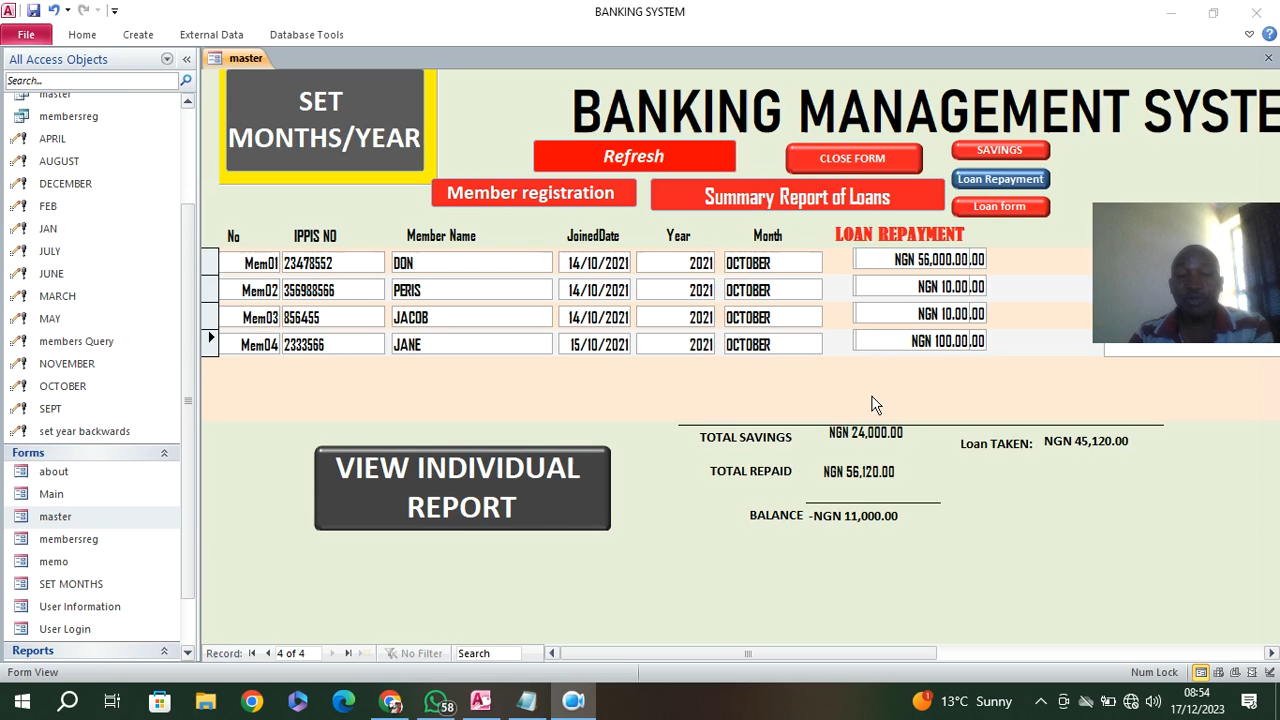 BANKING SYSTEM
File Home Create External Data Database Tools
All Access Objects
Search...
master
membersreg
APRIL
AUGUST
DECEMBER
FEB
JAN
JULY
JUNE
MARCH
MAY
members Query
NOVEMBER
OCTOBER
SEPT
set year backwards
Forms
about
Main
master
membersreg
memo
SET MONTHS
User Information
User Login
Reports
master
SET
MONTHS/YEAR
BANKING MANAGEMENT SYSTE
Refresh
CLOSE FORM
SAVINGS
Loan Repayment
Loan form
Member registration
Summary Report of Loans
No IPPIS NO Member Name JoinedDate Year Month LOAN REPAYMENT
Mem01 23478552 DON 14/10/2021 2021 OCTOBER NGN 56,000.00.00
Mem02 356988566 PERIS 14/10/2021 2021 OCTOBER NGN 10.00.00
Mem03 856455 JACOB 14/10/2021 2021 OCTOBER NGN 10.00.00
Mem04 2333566 JANE 15/10/2021 2021 OCTOBER NGN 100.00.00
TOTAL SAVINGS NGN 24,000.00 Loan TAKEN: NGN 45,120.00
TOTAL REPAID NGN 56,120.00
BALANCE -NGN 11,000.00
VIEW INDIVIDUAL
REPORT
Record: 4 of 4 No Filter Search
Form View Num Lock
58
1
13°C Sunny
08:54
17/12/2023